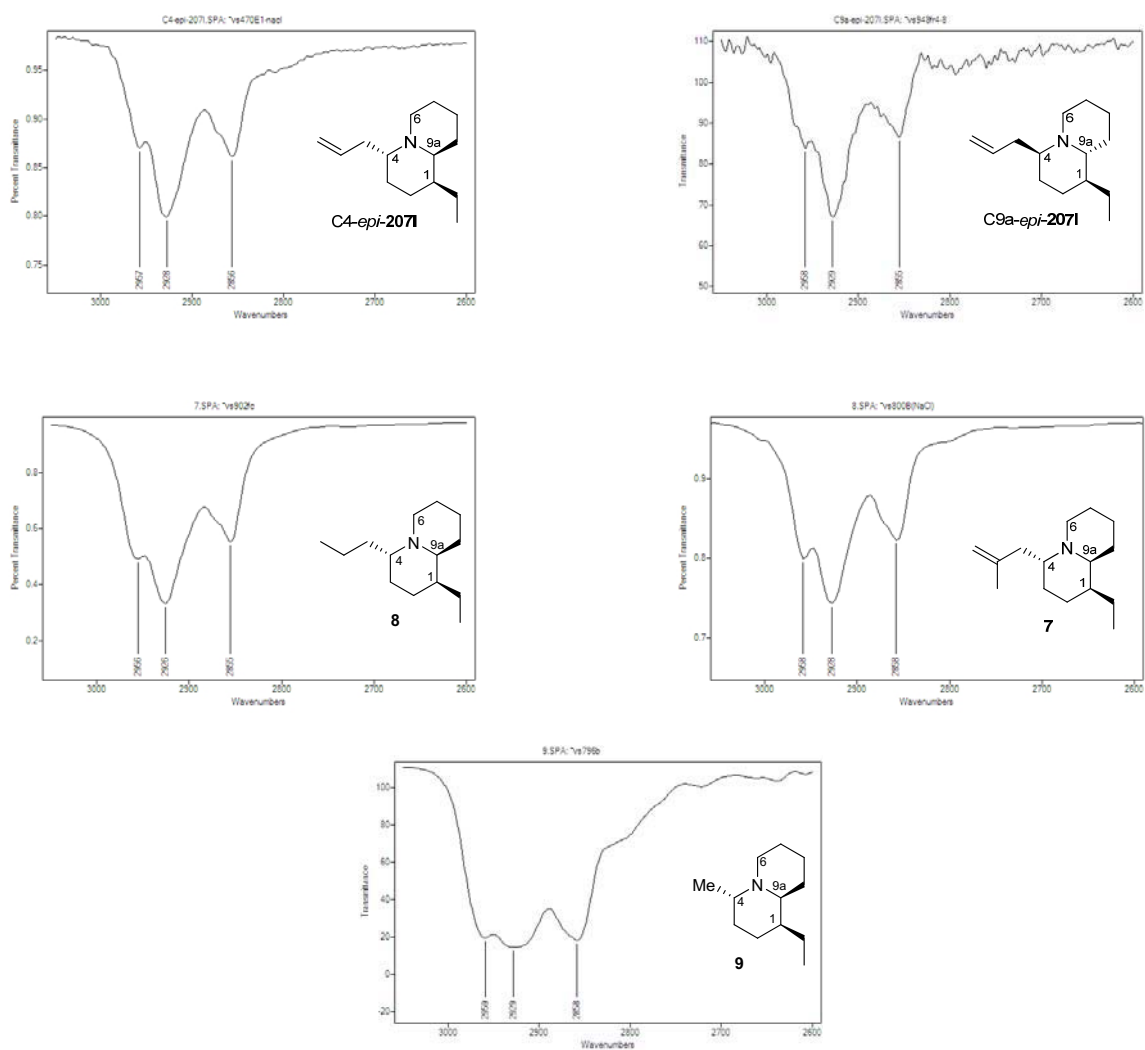 C4-epi-207I.SPA: "vs470E1-nacl
Percent Transmittance
0.95
0.90
0.85
0.80
0.75
2957
2928
2856
3000 2900 2800 2700 2600
Wavenumbers
6
N
9a
4
1
C4-epi-207I
C9a-epi-207I.SPA: "vs948fr4-8
Transmittance
110
100
90
80
70
60
50
2958
2929
2855
3000 2900 2800 2700 2600
Wavenumbers
6
N
9a
4
1
C9a-epi-207I
Percent Transmittance
0.8
0.6
0.4
0.2
2855
3000 2900 2800 2700 2600
Wavenumbers
6
N
9a
4
1
8
8.SPA: "vs800B(NaCl)
Percent Transmittance
0.9
0.8
0.7
2958
2928
2858
3000 2900 2800 2700 2600
Wavenumbers
6
N
9a
4
1
7
9.SPA: "vs796b
Transmittance
100
80
60
40
20
0
-20
2959
2929
2858
3000 2900 2800 2700 2600
Wavenumbers
6
Me
N
9a
4
1
9